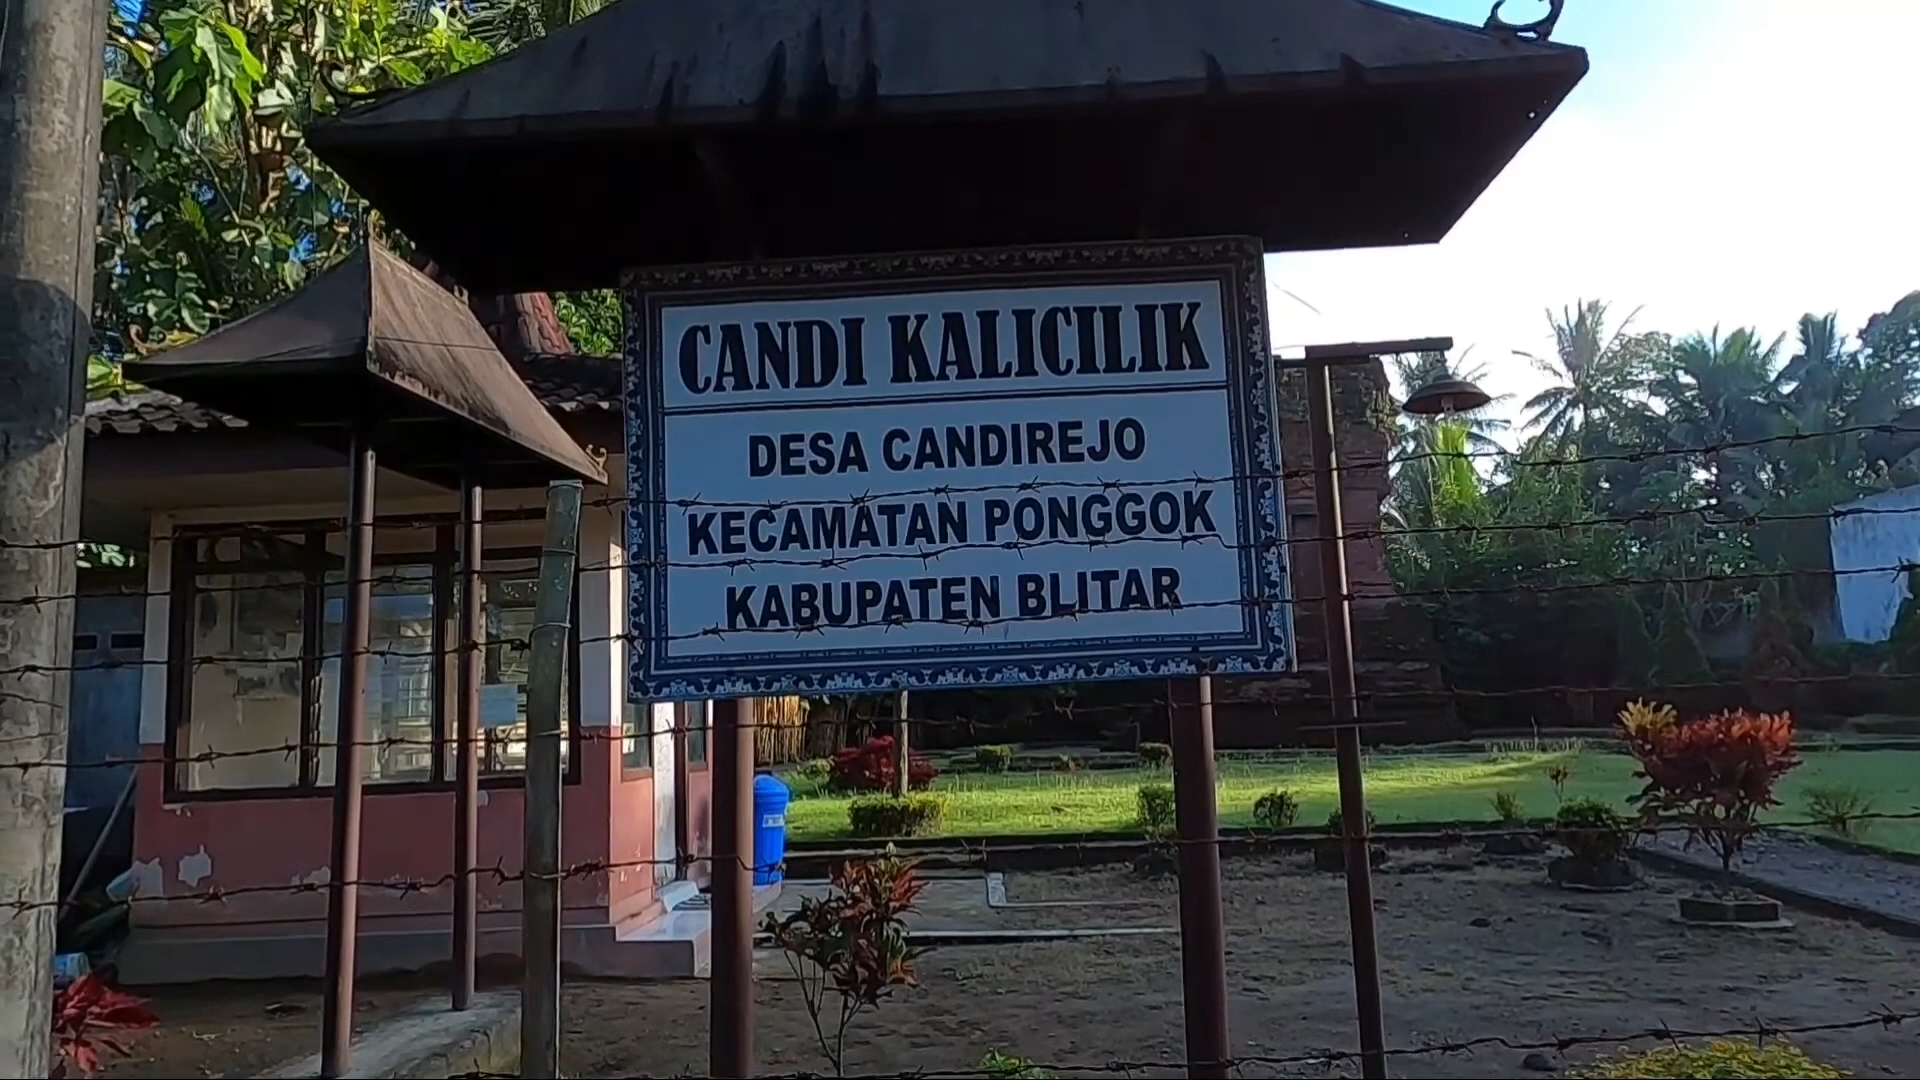 CANDI KALICILIK
DESA CANDIREJO
KECAMATAN PONGGOK
KABUPATEN BLITAR